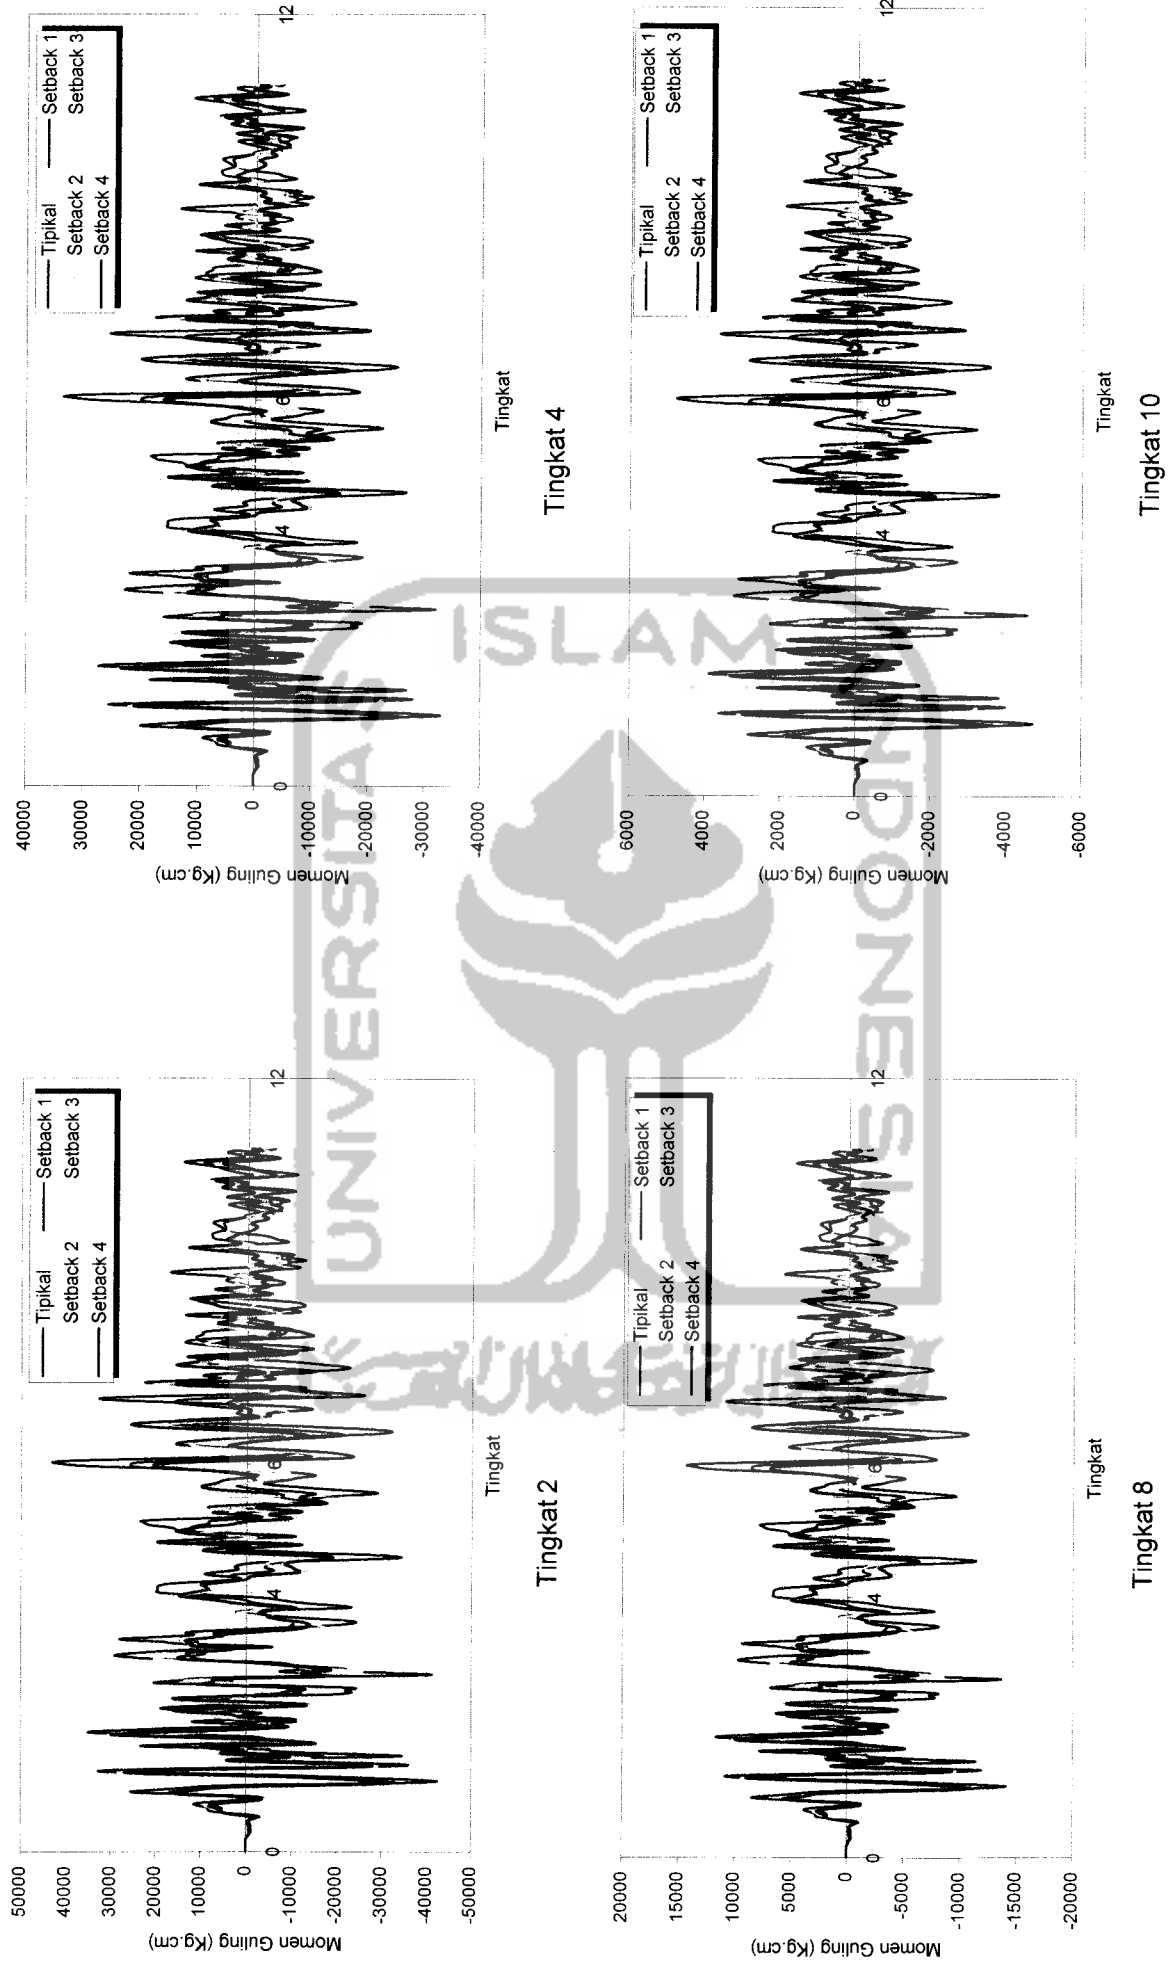 Momen Guling (Kg.cm)
50000
40000
30000
20000
10000
0
-10000
-20000
-30000
-40000
-50000
0
4
6
12
Tipikal Setback 1
Setback 2 Setback 3
Setback 4
Tingkat
Tingkat 2
Momen Guling (Kg.cm)
40000
30000
20000
10000
0
-10000
-20000
-30000
-40000
0
4
6
12
Tipikal Setback 1
Setback 2 Setback 3
Setback 4
Tingkat
Tingkat 4
Momen Guling (Kg.cm)
20000
15000
10000
5000
0
-5000
-10000
-15000
-20000
0
4
6
12
Tipikal Setback 1
Setback 2 Setback 3
Setback 4
Tingkat
Tingkat 8
Momen Guling (Kg.cm)
6000
4000
2000
0
-2000
-4000
-6000
0
4
6
12
Tipikal Setback 1
Setback 2 Setback 3
Setback 4
Tingkat
Tingkat 10
UNIVERSITAS
ISLAM
INDONESIA